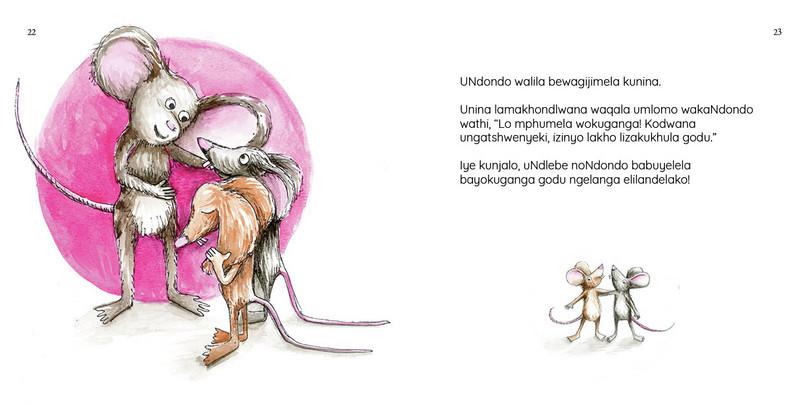 22
23
UNdondo walila bewagijimela kunina.
Unina lamakhondlwana waqala umlomo wakaNdondo
wathi, “Lo mphumela wokuganga! Kodwana
ungatshwenyeki, izinyo lakho lizakukhula godu.”
Iye kunjalo, uNdlebe noNdondo babuyelela
bayokuganga godu ngelanga elilandelako!